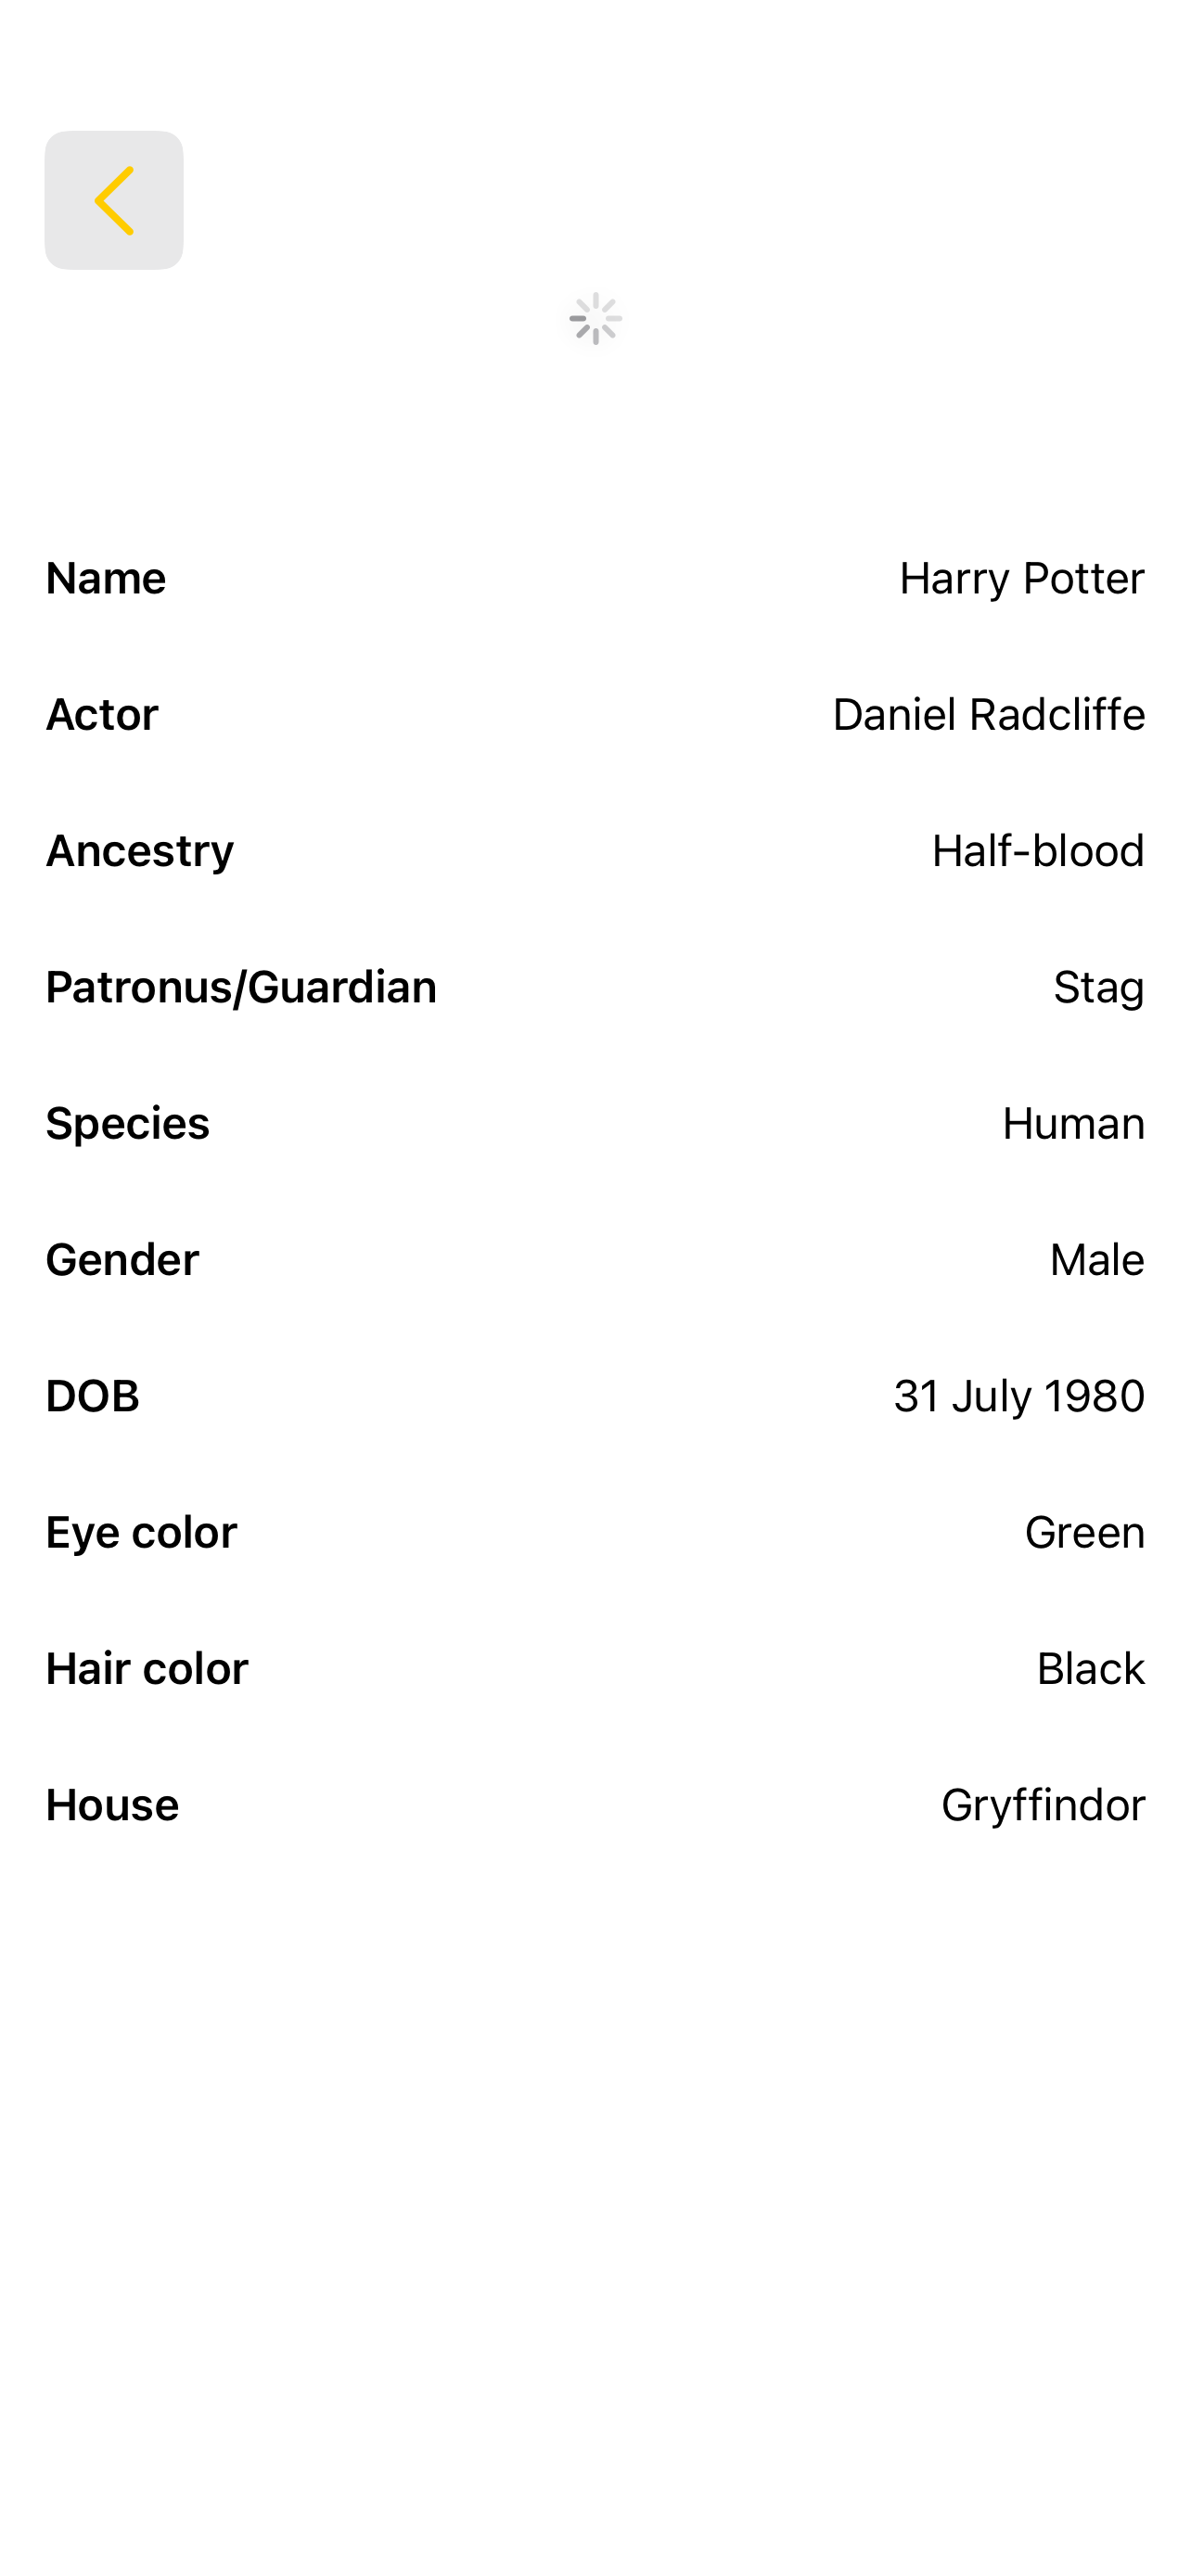 Name Harry Potter
Actor Daniel Radcliffe
Ancestry Half-blood
Patronus/Guardian Stag
Species Human
Gender Male
DOB 31 July 1980
Eye color Green
Hair color Black
House Gryffindor